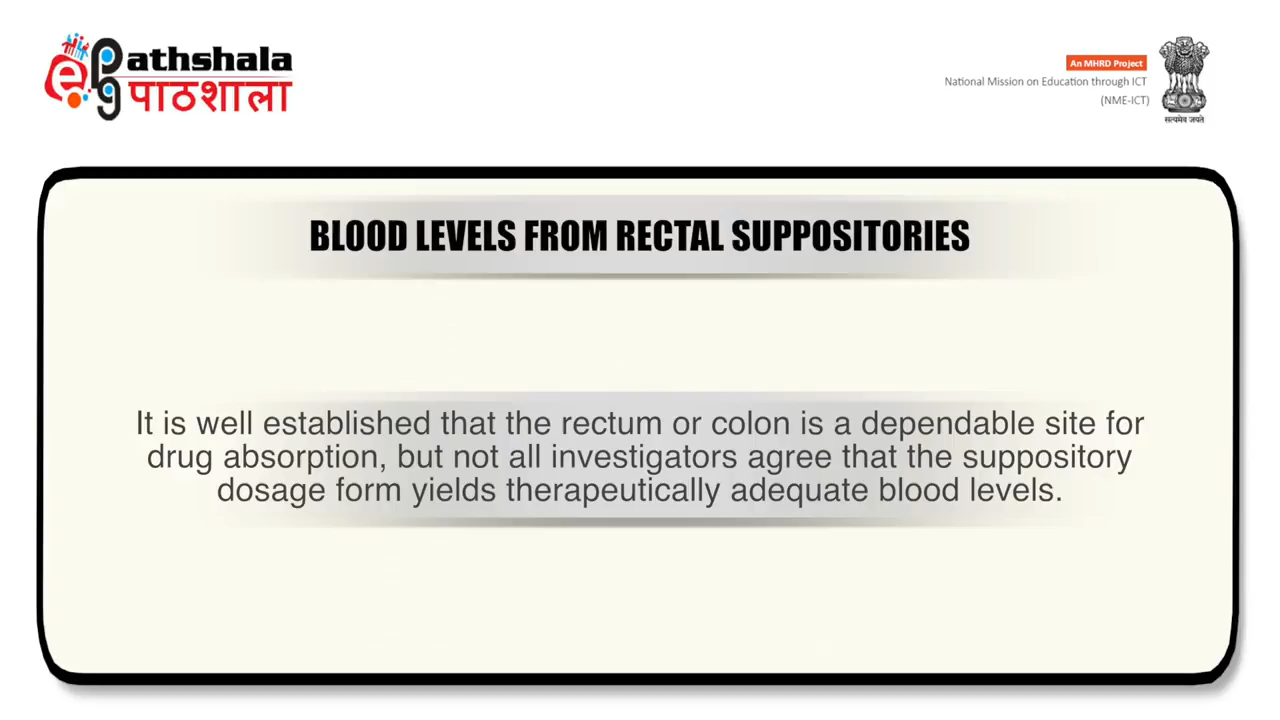 e pg Pathshala
पाठशाला
An MHRD Project
National Mission on Education through ICT
(NME-ICT)
सत्यमेव जयते
BLOOD LEVELS FROM RECTAL SUPPOSITORIES
It is well established that the rectum or colon is a dependable site for
drug absorption, but not all investigators agree that the suppository
dosage form yields therapeutically adequate blood levels.